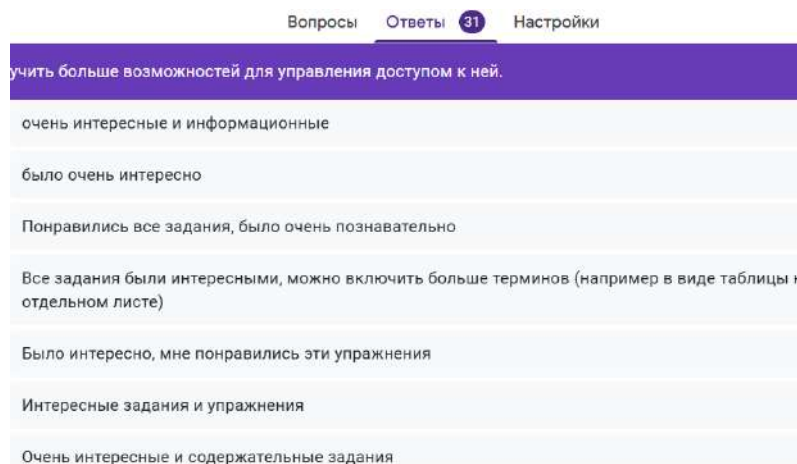 Вопросы Ответы 31 Настройки
учить больше возможностей для управления доступом к ней.
очень интересные и информационные
было очень интересно
Понравились все задания, было очень познавательно
Все задания были интересными, можно включить больше терминов (например в виде таблицы
отдельном листе)
Было интересно, мне понравились эти упражнения
Интересные задания и упражнения
Очень интересные и содержательные задания